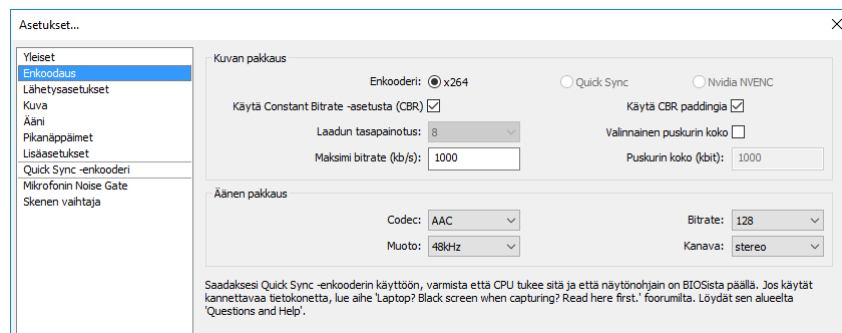 Asetukset...
Yleiset
Enkoodaus
Lähetysasetukset
Kuva
Ääni
Pikanäppäimet
Lisäasetukset
Quick Sync -enkooderi
Mikrofonin Noise Gate
Skenen vaihtaja
Kuvan pakkaus
Enkooderi: x264 Quick Sync Nvidia NVENC
Käytä Constant Bitrate -asetusta (CBR) Käytä CBR paddingia
Laadun tasapainotus: 8 Valinnainen puskurin koko
Maksimi bitrate (kb/s): 1000 Puskurin koko (kbit): 1000
Äänen pakkaus
Codec: AAC Bitrate: 128
Muoto: 48kHz Kanava: stereo
Saadaksesi Quick Sync -enkooderin käyttöön, varmista että CPU tukee sitä ja että näytönohjain on BIOSista päällä. Jos käytät
kannettavaa tietokonetta, lue aihe 'Laptop? Black screen when capturing? Read here first.' foorumilta. Löydät sen alueelta
'Questions and Help'.